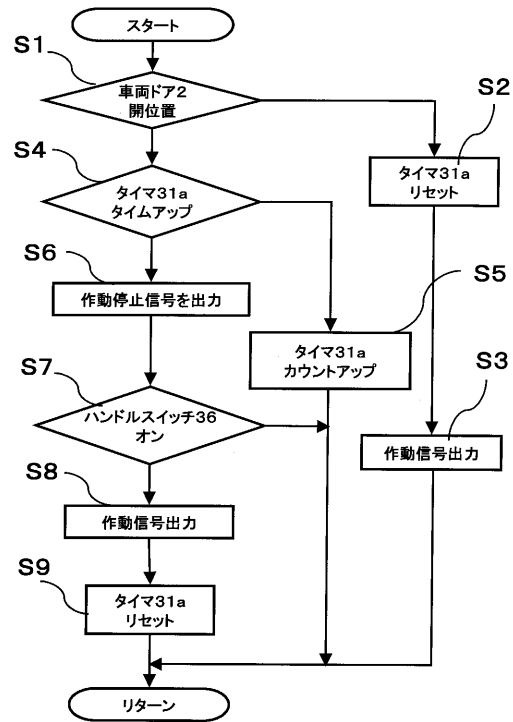 スタート
S1
車両ドア2
開位置
S2
タイマ31a
リセット
S4
タイマ31a
タイムアップ
S6
作動停止信号を出力
S5
タイマ31a
カウントアップ
S7
ハンドルスイッチ36
オン
S3
作動信号出力
S8
作動信号出力
S9
タイマ31a
リセット
リターン